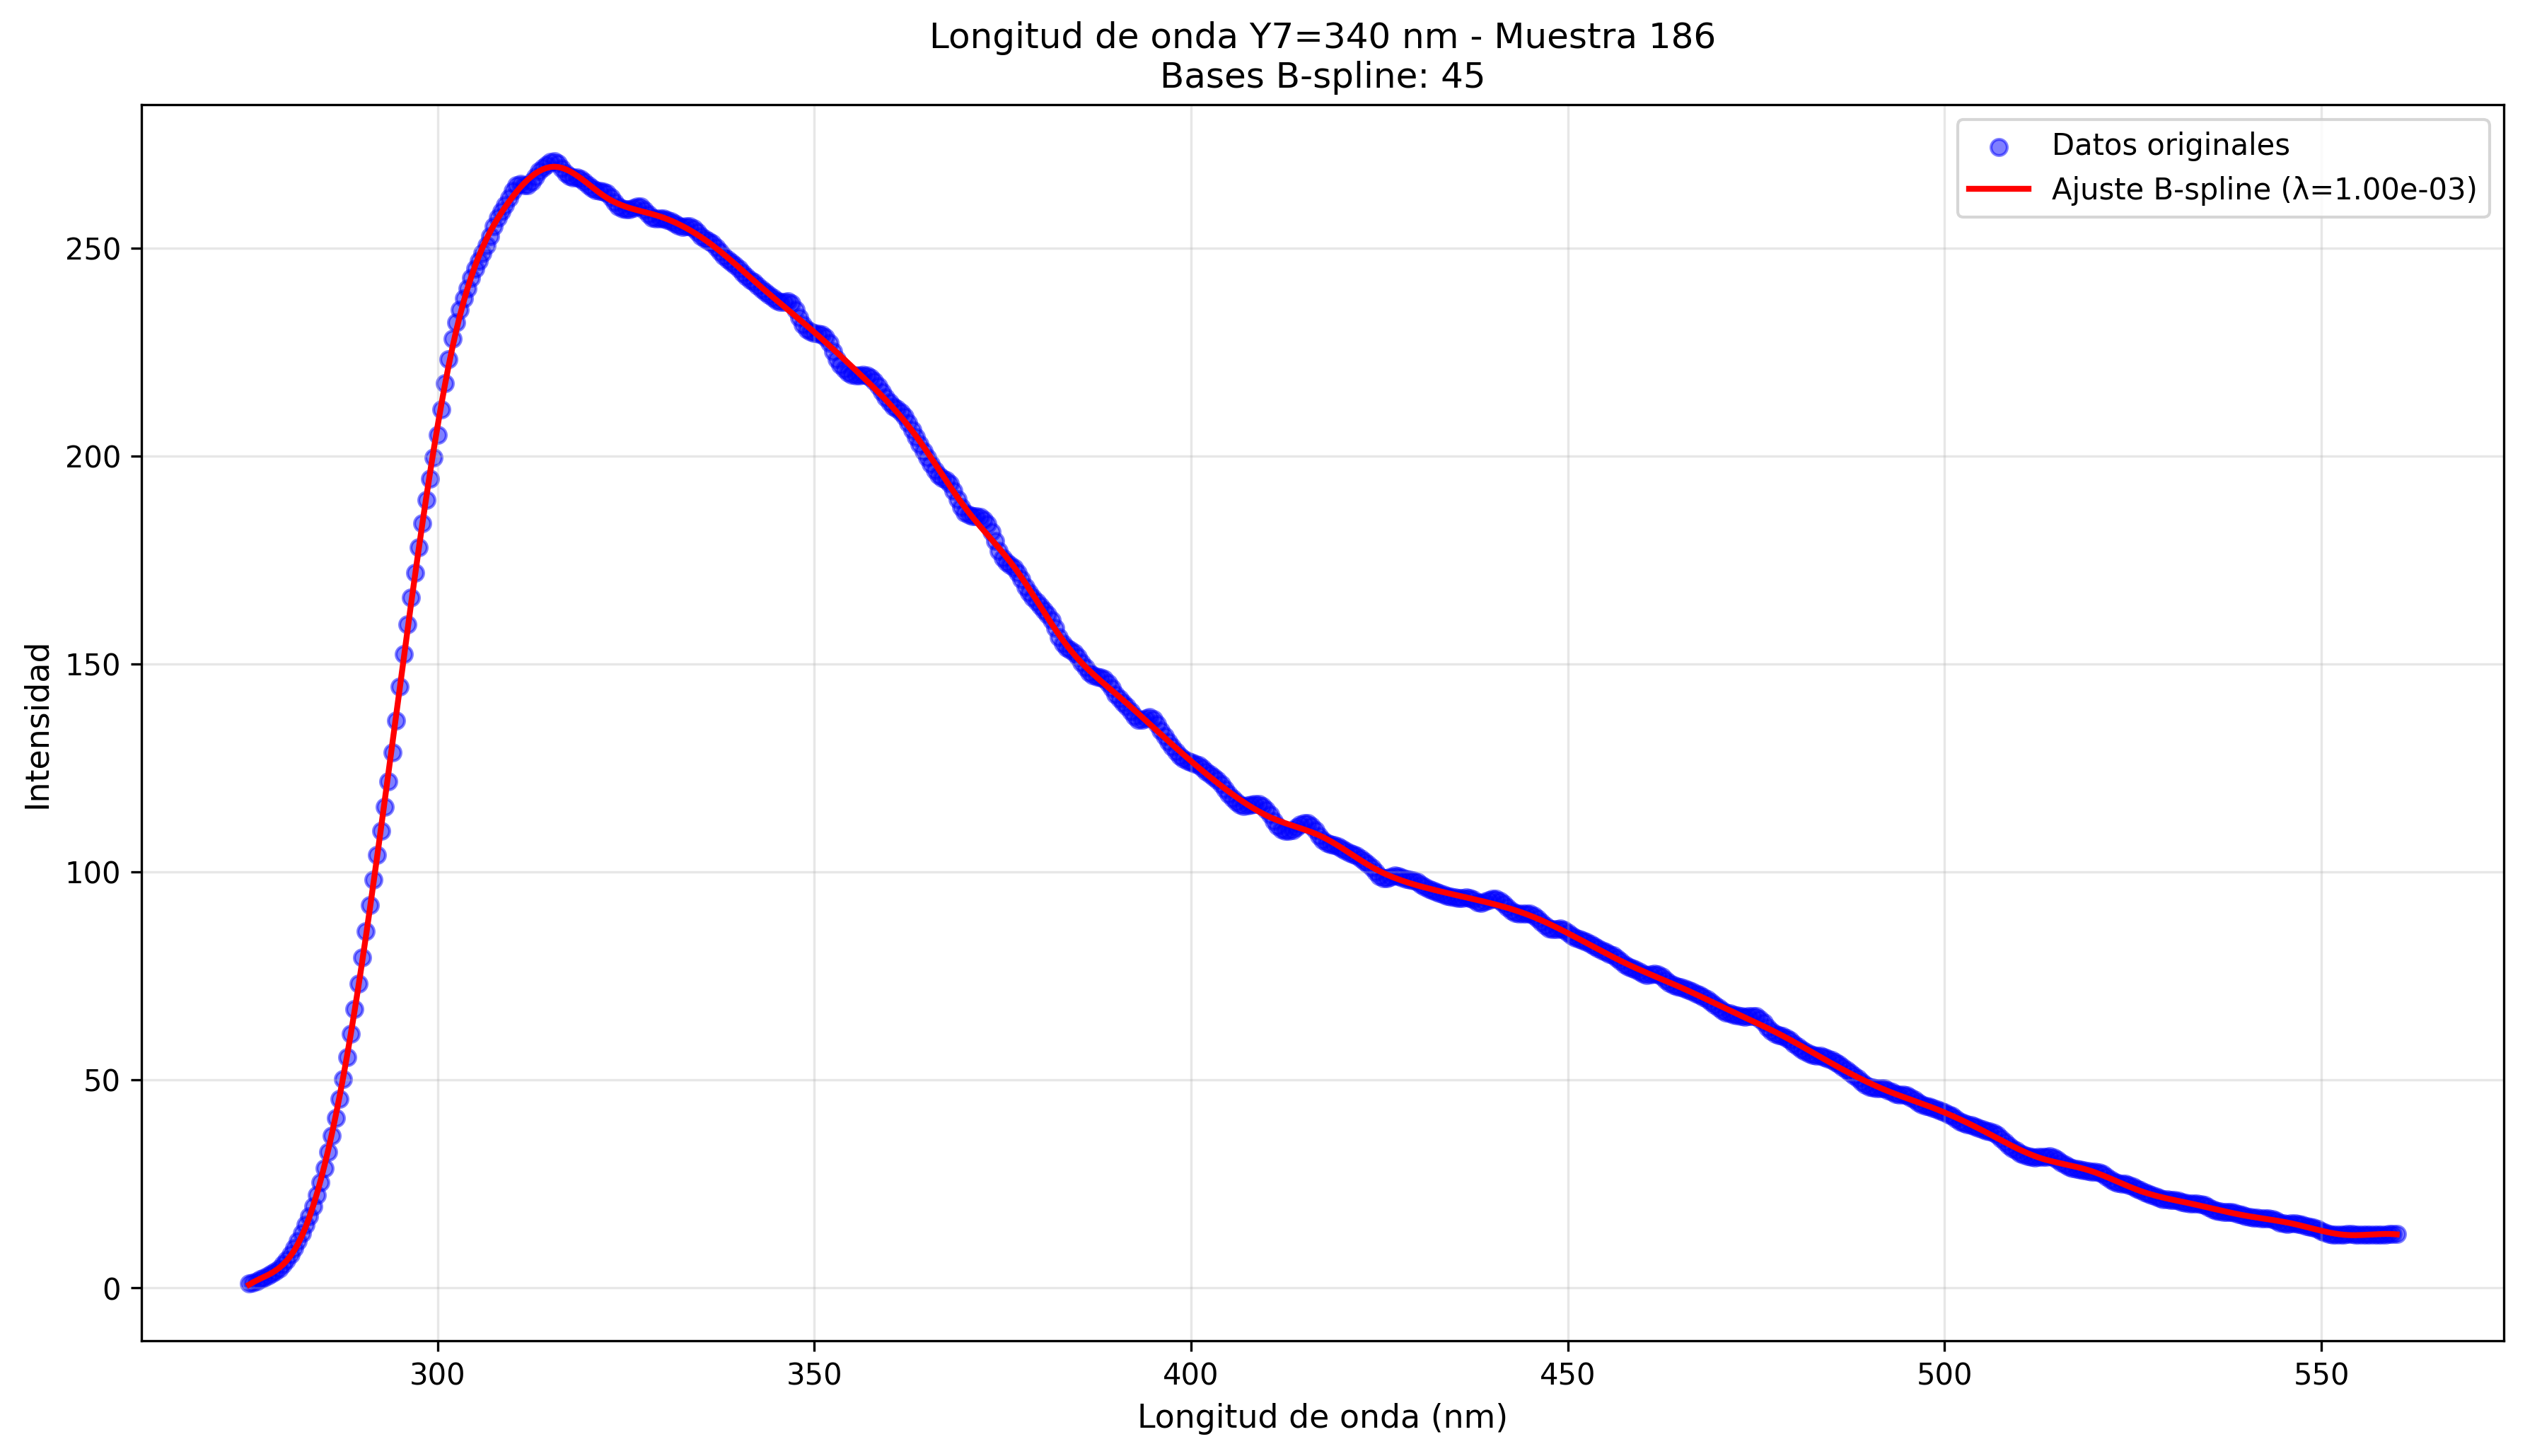 Longitud de onda Y7=340 nm - Muestra 186
Bases B-spline: 45
Datos originales
Ajuste B-spline (λ=1.00e-03)
Intensidad
250
200
150
100
50
0
300
350
400
450
500
550
Longitud de onda (nm)